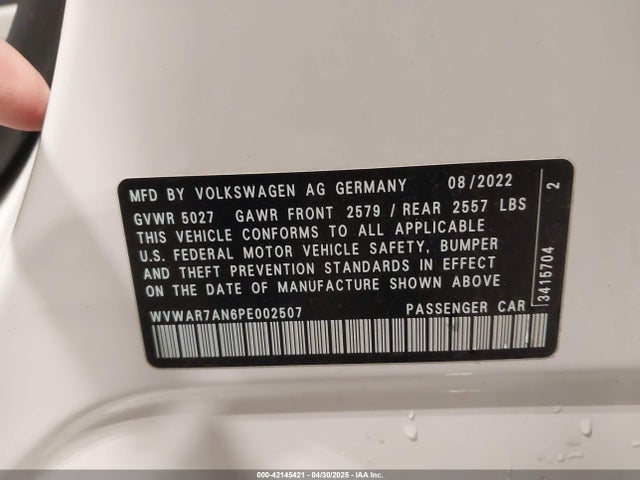 MFD BY VOLKSWAGEN AG GERMANY 08/2022
GVWR 5027 GAWR FRONT 2579 / REAR 2557 LBS
THIS VEHICLE CONFORMS TO ALL APPLICABLE
U.S. FEDERAL MOTOR VEHICLE SAFETY, BUMPER
AND THEFT PREVENTION STANDARDS IN EFFECT
ON THE DATE OF MANUFACTURE SHOWN ABOVE
WVWAR7AN6PE002507 PASSENGER CAR
3415704 2
000-42145421 - 04/30/2025 - IAA Inc.